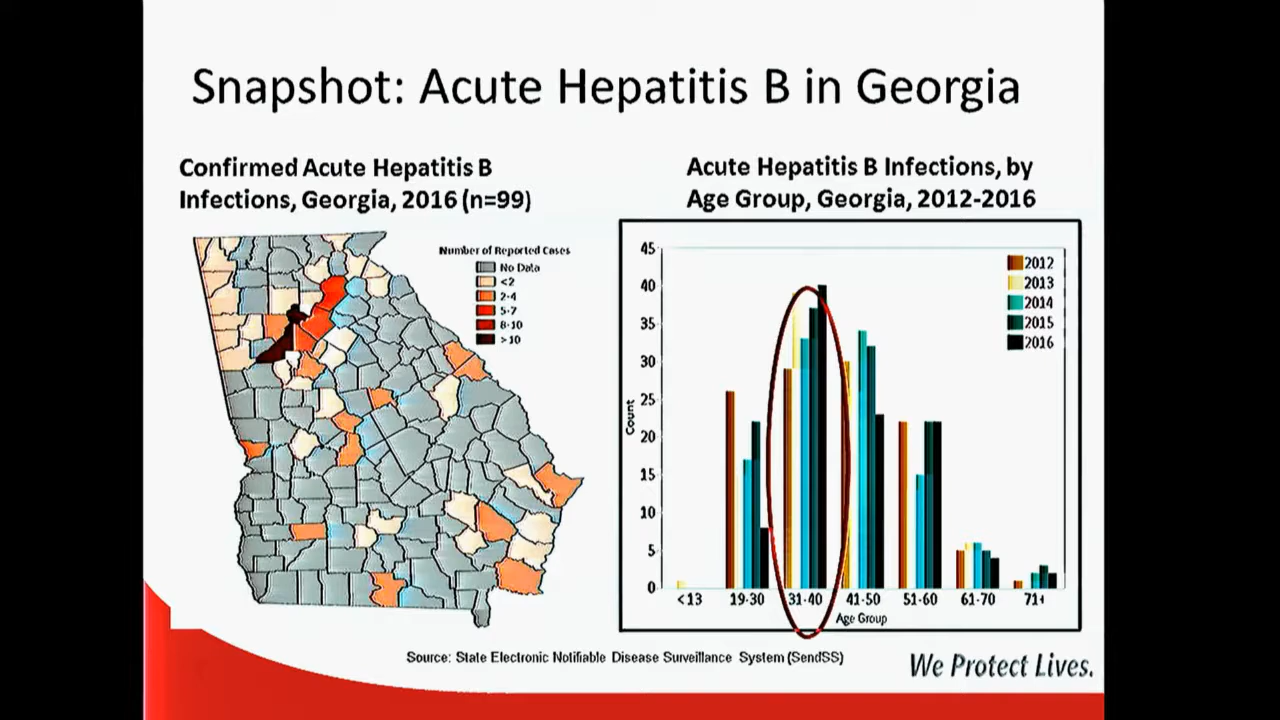 Snapshot: Acute Hepatitis B in Georgia
Confirmed Acute Hepatitis B
Infections, Georgia, 2016 (n=99)
Number of Reported Cases
No Data
<2
2-4
5-7
8-10
>10
Acute Hepatitis B Infections, by
Age Group, Georgia, 2012-2016
45
40
35
30
25
20
15
10
5
0
Count
2012
2013
2014
2015
2016
<13 19-30 31-40 41-50 51-60 61-70 71+
Age Group
Source: State Electronic Notifiable Disease Surveillance System (SendSS)
We Protect Lives.